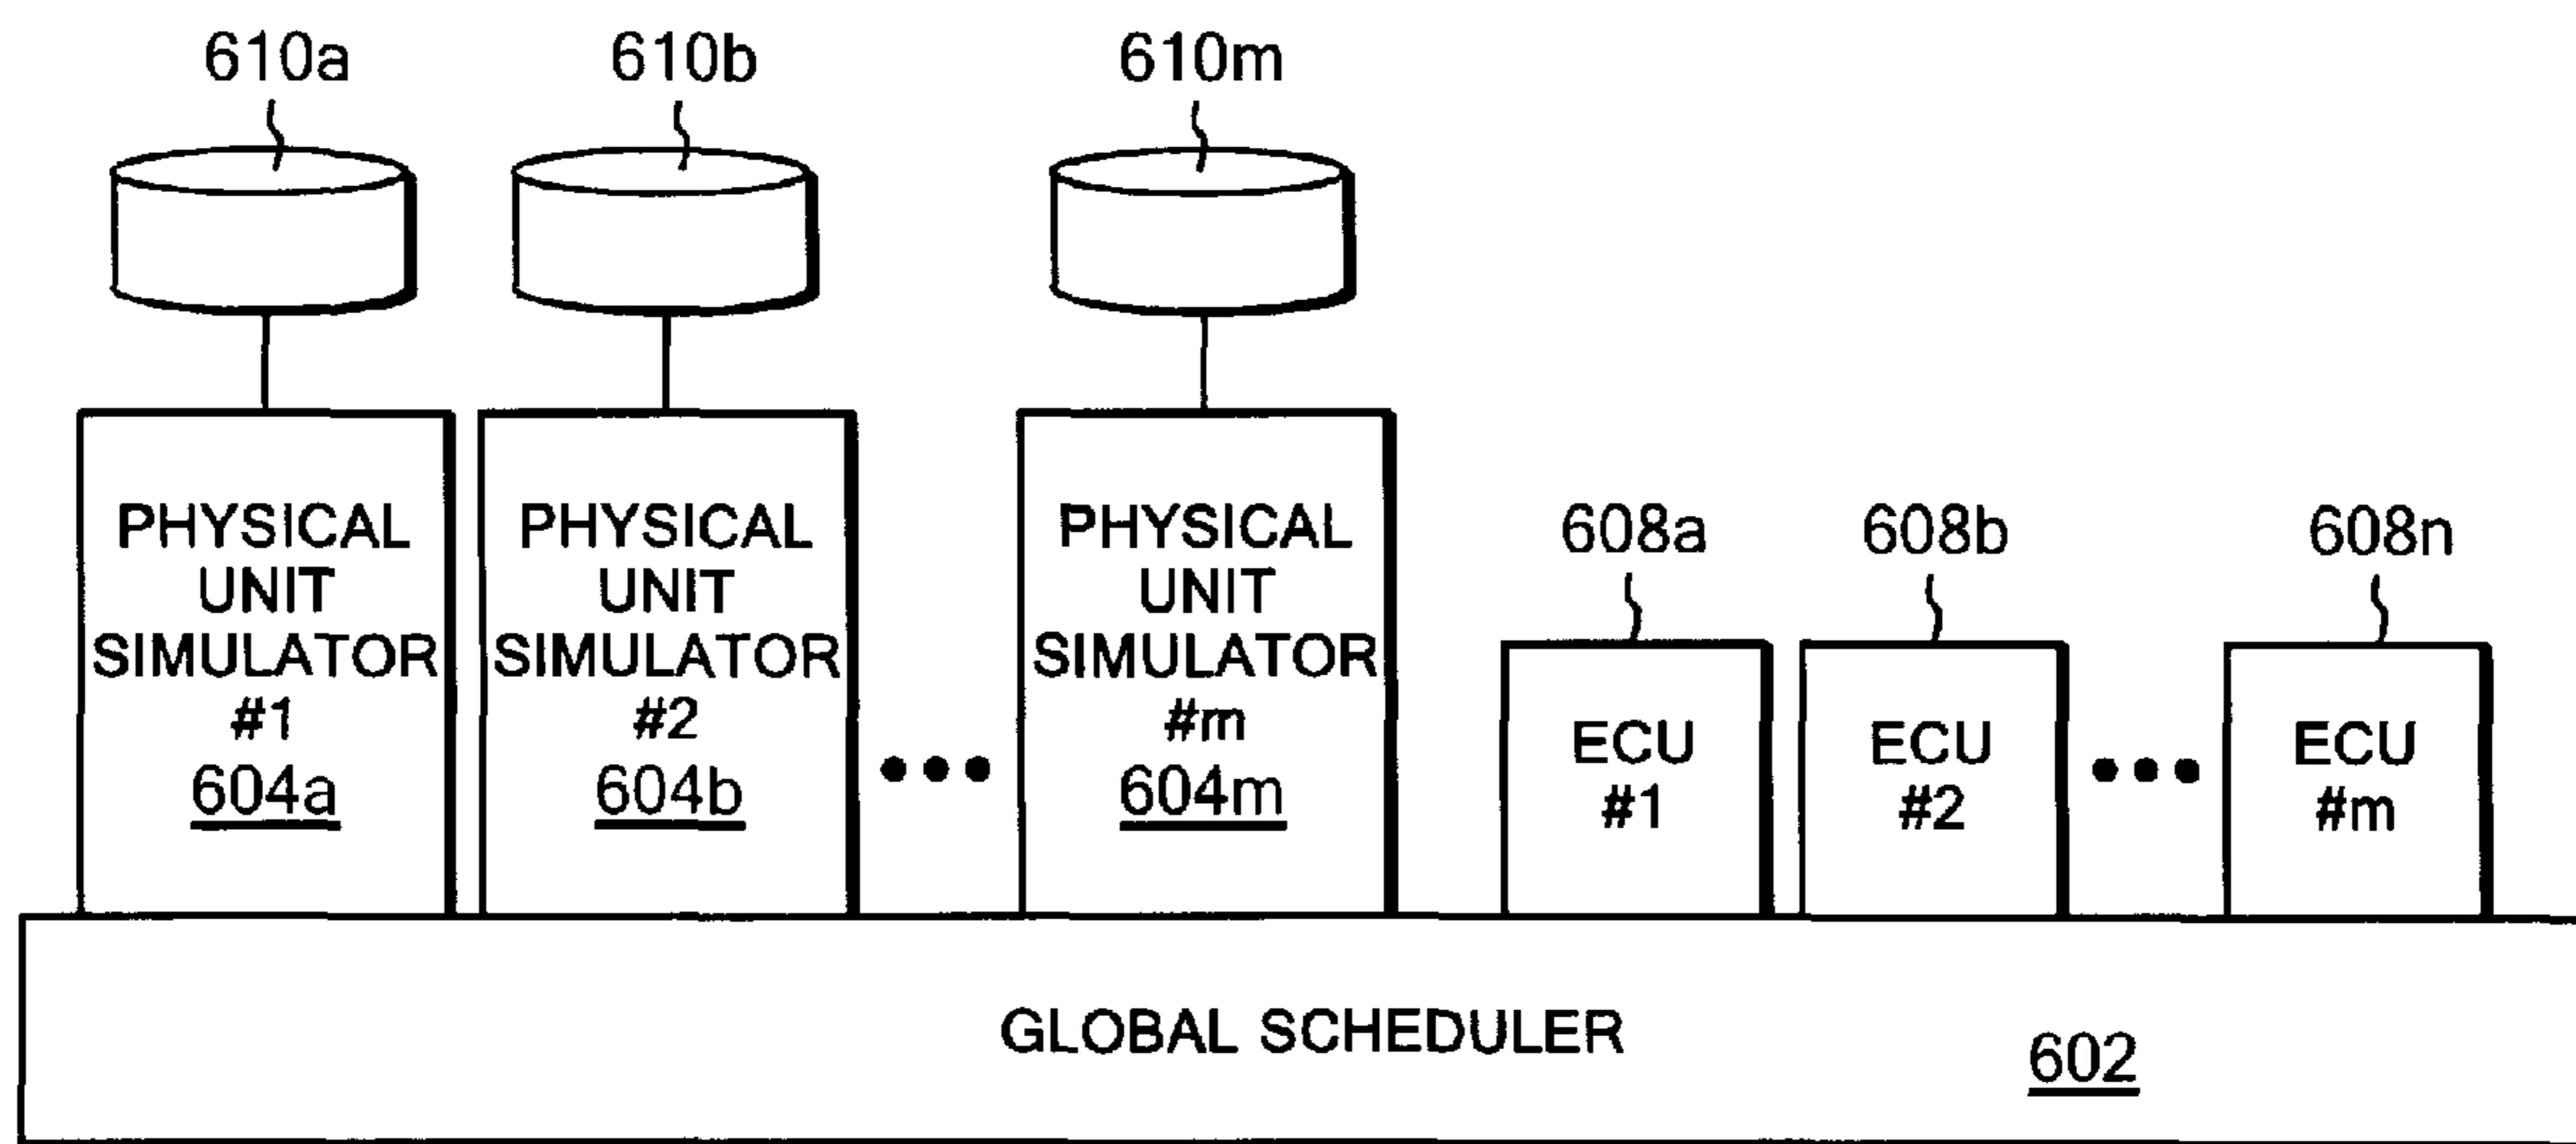 610a
610b
610m
PHYSICAL
UNIT
SIMULATOR
#1
604a
PHYSICAL
UNIT
SIMULATOR
#2
604b
PHYSICAL
UNIT
SIMULATOR
#m
604m
608a
608b
608n
ECU
#1
ECU
#2
ECU
#m
GLOBAL SCHEDULER
602